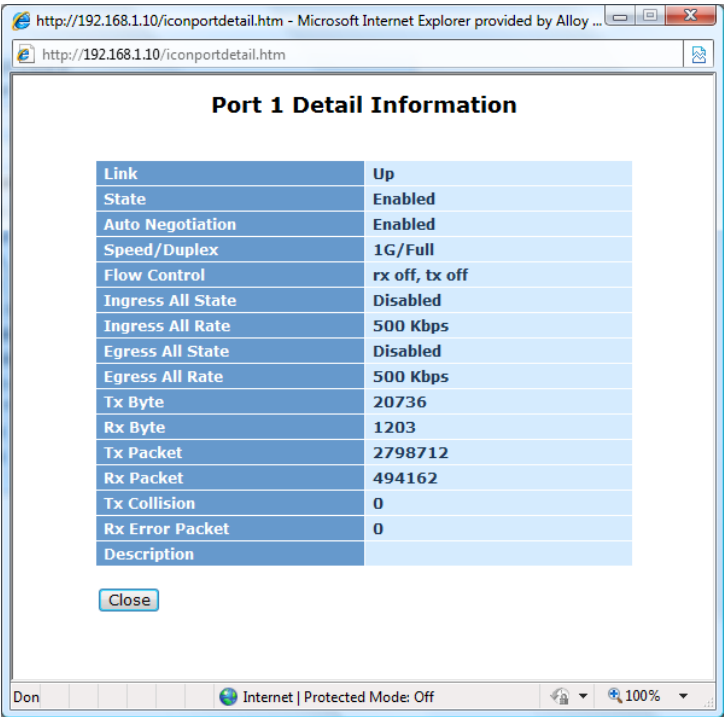 http://192.168.1.10/iconportdetail.htm - Microsoft Internet Explorer provided by Alloy ...
http://192.168.1.10/iconportdetail.htm
Port 1 Detail Information
Link Up
State Enabled
Auto Negotiation Enabled
Speed/Duplex 1G/Full
Flow Control rx off, tx off
Ingress All State Disabled
Ingress All Rate 500 Kbps
Egress All State Disabled
Egress All Rate 500 Kbps
Tx Byte 20736
Rx Byte 1203
Tx Packet 2798712
Rx Packet 494162
Tx Collision 0
Rx Error Packet 0
Description
Close
Don Internet | Protected Mode: Off 100%